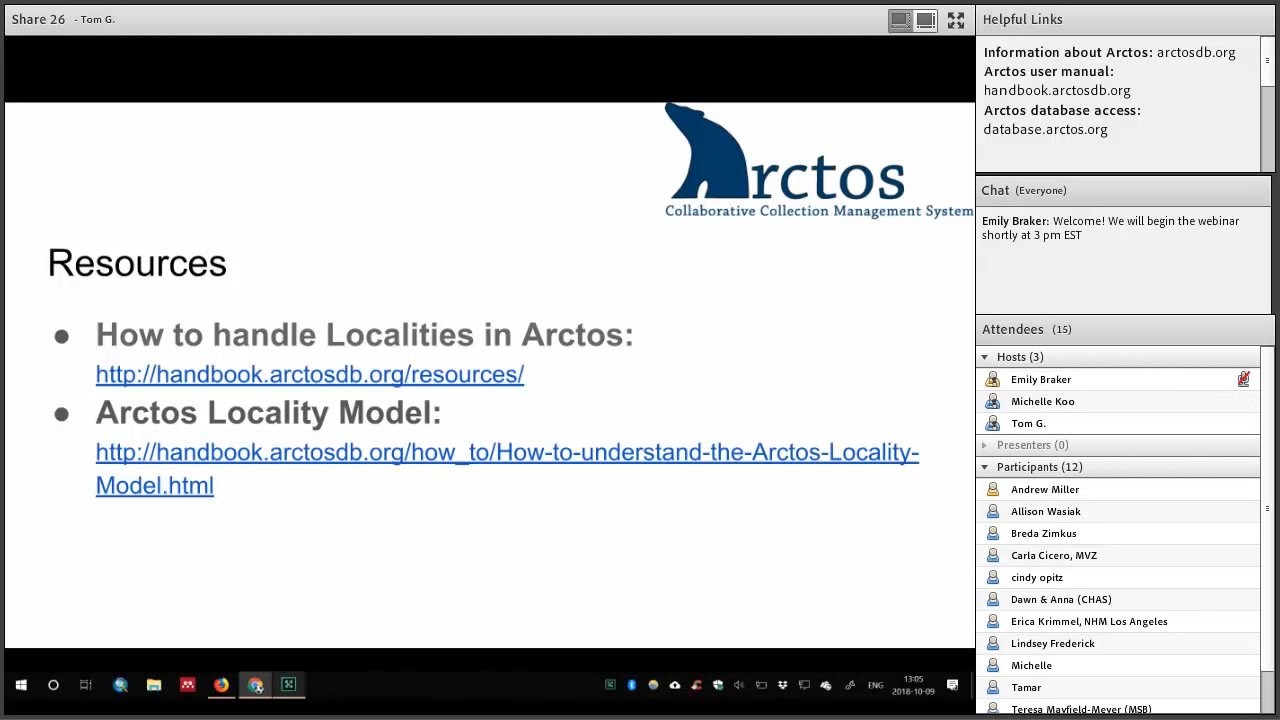 Share 26 - Tom G.
Arctos
Collaborative Collection Management System
Resources
● How to handle Localities in Arctos:
http://handbook.arctosdb.org/resources/
● Arctos Locality Model:
http://handbook.arctosdb.org/how_to/How-to-understand-the-Arctos-Locality-
Model.html
ENG
13:05
2018-10-09
Helpful Links
Information about Arctos: arctosdb.org
Arctos user manual:
handbook.arctosdb.org
Arctos database access:
database.arctos.org
Chat (Everyone)
Emily Braker: Welcome! We will begin the webinar
shortly at 3 pm EST
Attendees (15)
Hosts (3)
Emily Braker
Michelle Koo
Tom G.
Presenters (0)
Participants (12)
Andrew Miller
Allison Wasiak
Breda Zimkus
Carla Cicero, MVZ
cindy opitz
Dawn & Anna (CHAS)
Erica Krimmel, NHM Los Angeles
Lindsey Frederick
Michelle
Tamar
Teresa Mayfield-Meyer (MSB)